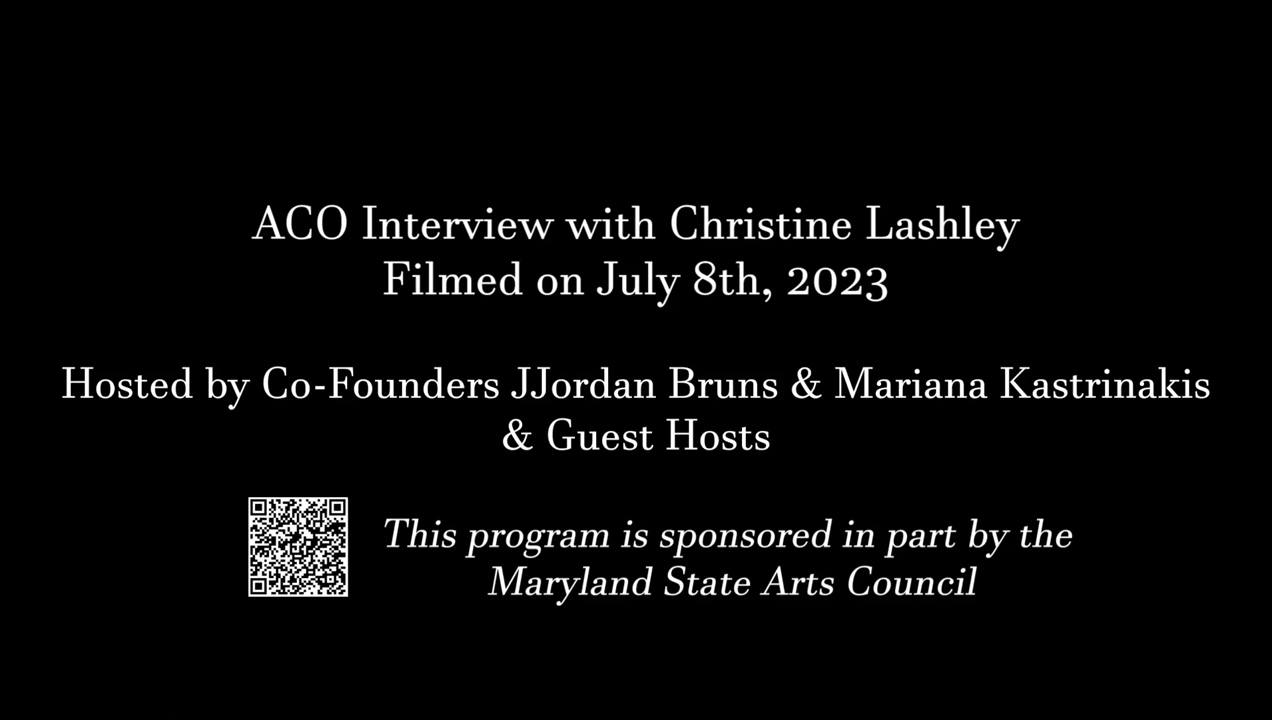 ACO Interview with Christine Lashley
Filmed on July 8th, 2023
Hosted by Co-Founders JJordan Bruns & Mariana Kastrinakis
& Guest Hosts
This program is sponsored in part by the
Maryland State Arts Council